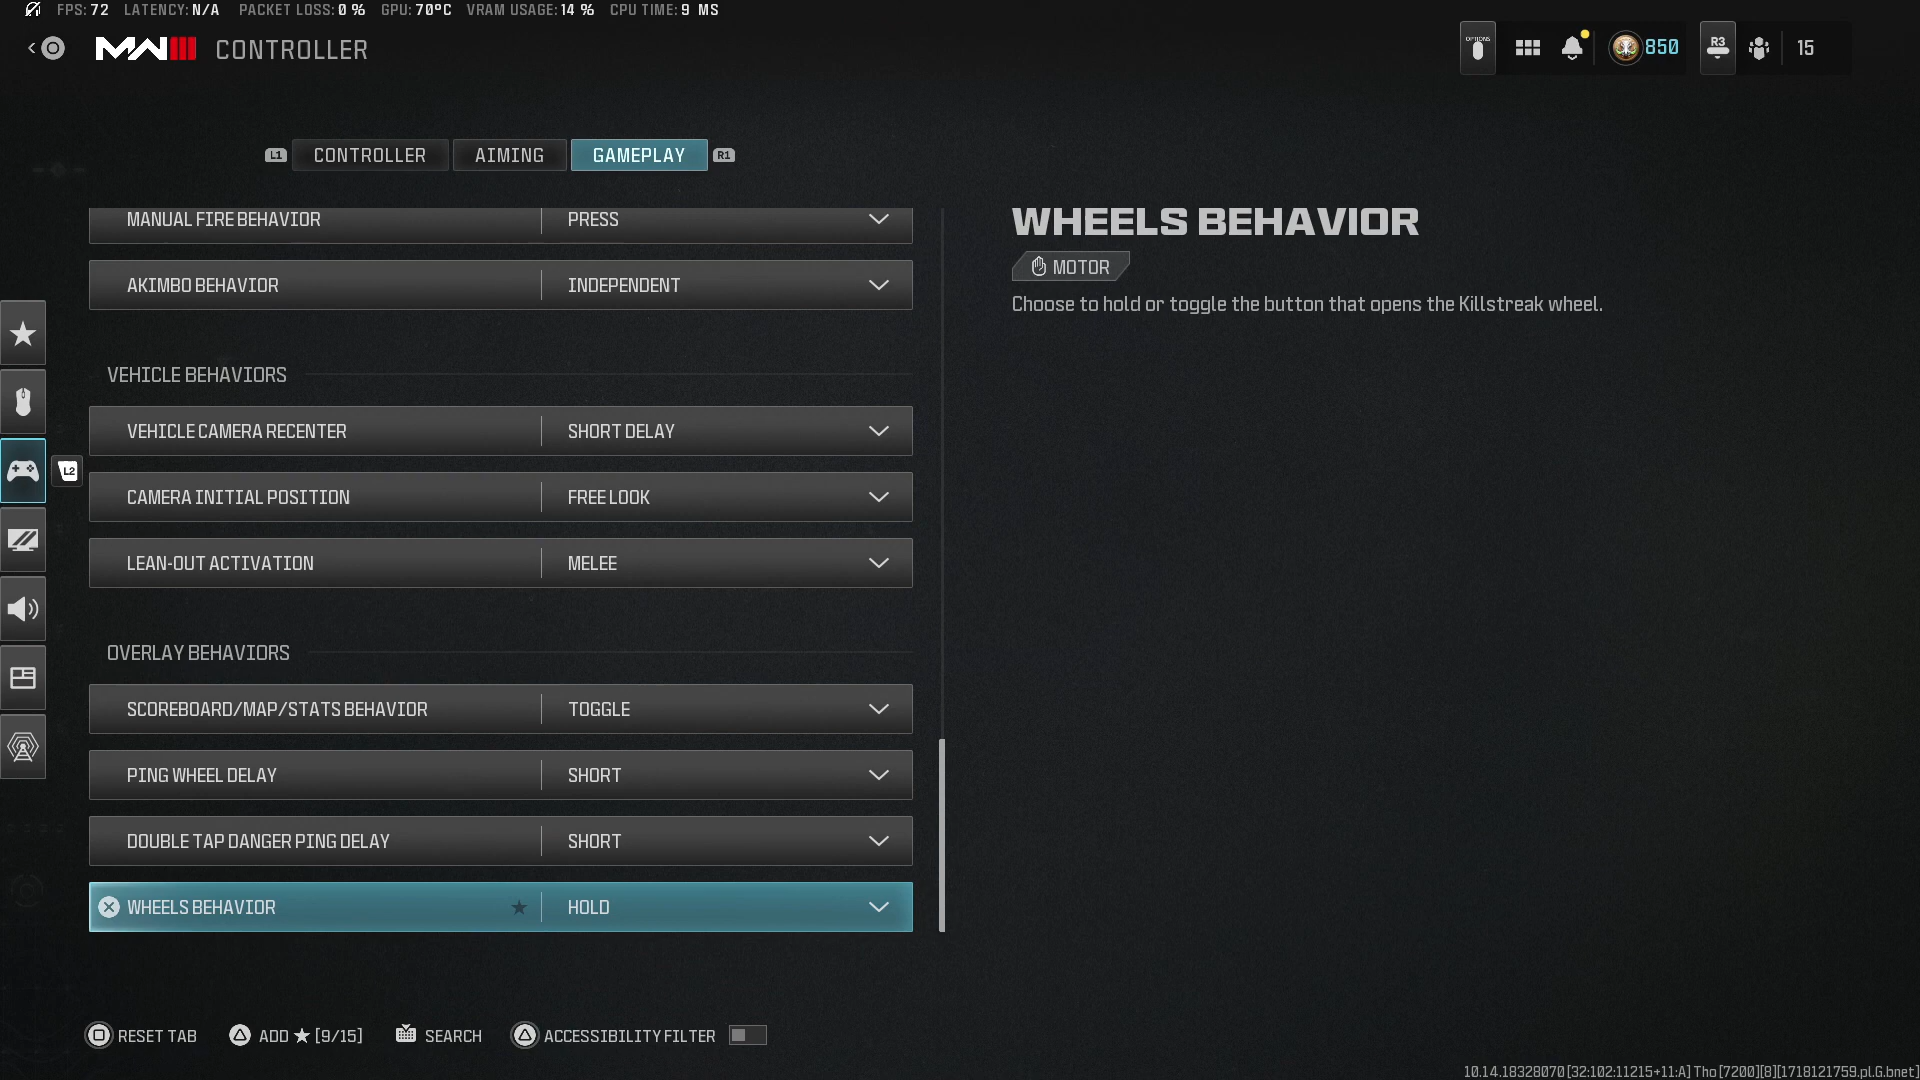 FPS: 72 LATENCY: N/A PACKET LOSS: 0 % GPU: 70°C VRAM USAGE: 14 % CPU TIME: 9 MS
MWIII CONTROLLER
OPTIONS
850
R3
15
L1 CONTROLLER AIMING GAMEPLAY R1
MANUAL FIRE BEHAVIOR PRESS
AKIMBO BEHAVIOR INDEPENDENT
VEHICLE BEHAVIORS
VEHICLE CAMERA RECENTER SHORT DELAY
L2
CAMERA INITIAL POSITION FREE LOOK
LEAN-OUT ACTIVATION MELEE
OVERLAY BEHAVIORS
SCOREBOARD/MAP/STATS BEHAVIOR TOGGLE
PING WHEEL DELAY SHORT
DOUBLE TAP DANGER PING DELAY SHORT
WHEELS BEHAVIOR ★ HOLD
WHEELS BEHAVIOR
MOTOR
Choose to hold or toggle the button that opens the Killstreak wheel.
RESET TAB ADD ★ [9/15] SEARCH ACCESSIBILITY FILTER
10.14.18328070 [32:102:11215+11:A] Tho [7200][8][1718121759.pl.G.bnet]